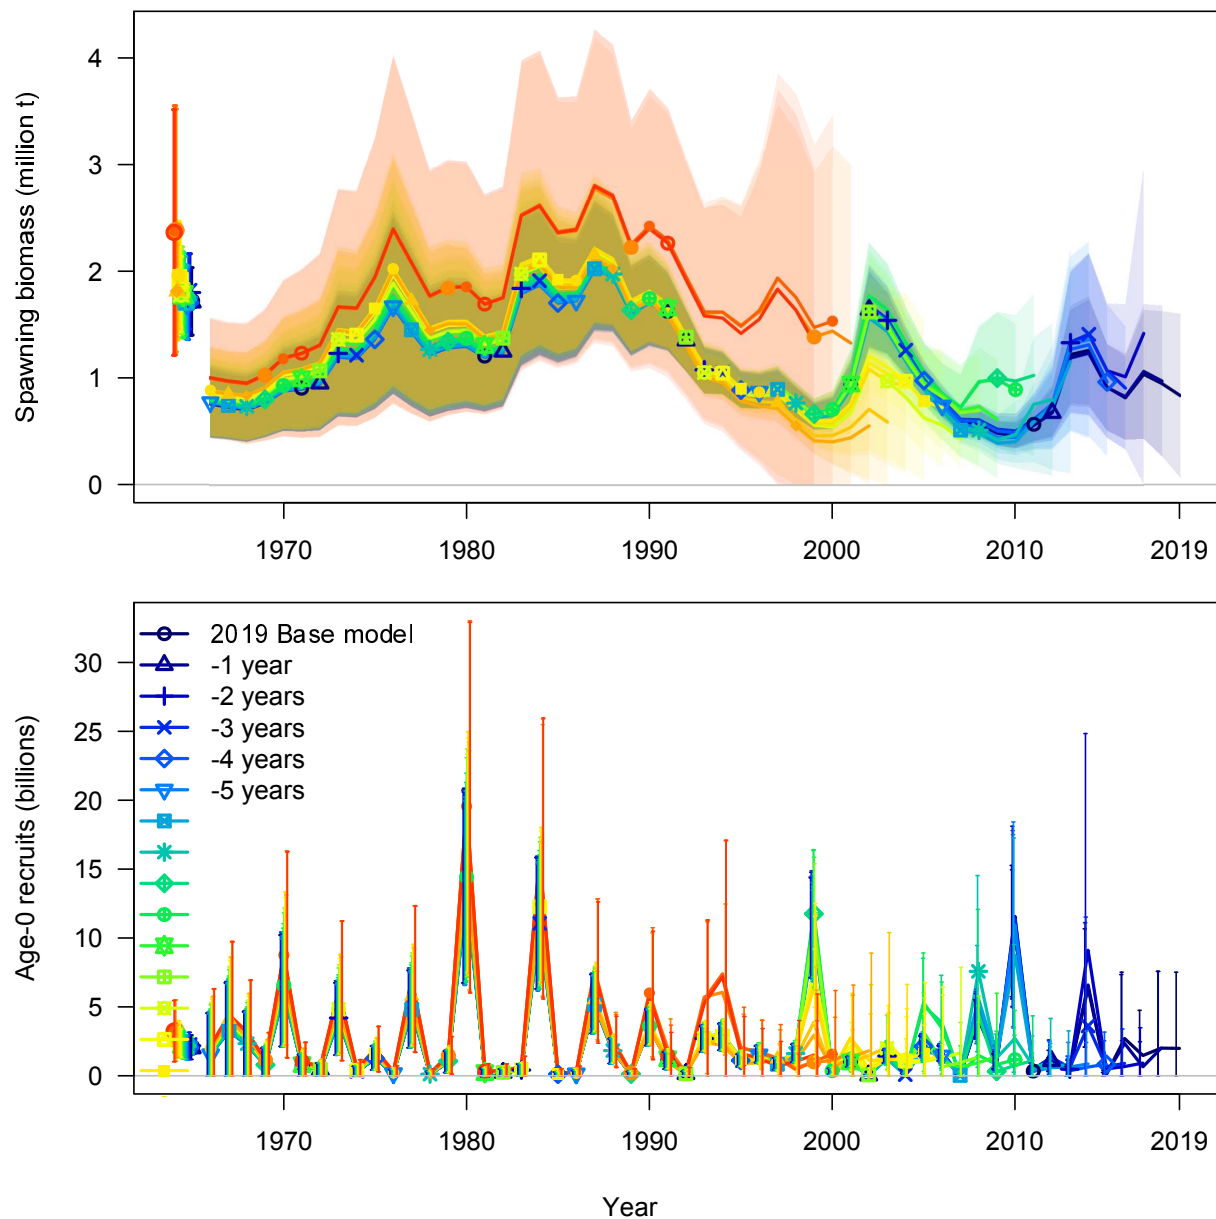 Spawning biomass (million t)
4
3
2
1
0
1970 1980 1990 2000 2010 2019
Age-0 recruits (billions)
30
25
20
15
10
5
0
2019 Base model
-1 year
-2 years
-3 years
-4 years
-5 years
1970 1980 1990 2000 2010 2019
Year